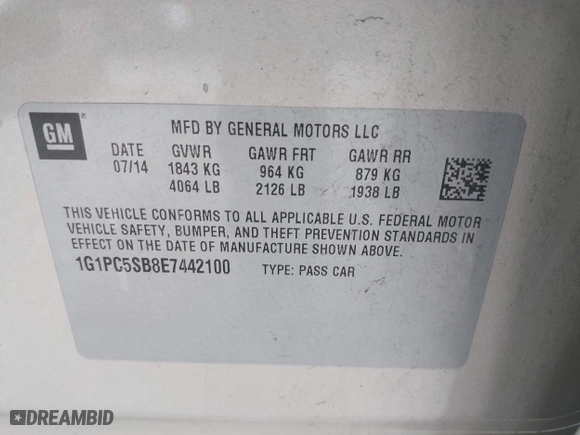 GM
MFD BY GENERAL MOTORS LLC
DATE GVWR GAWR FRT GAWR RR
07/14 1843 KG 964 KG 879 KG
4064 LB 2126 LB 1938 LB
THIS VEHICLE CONFORMS TO ALL APPLICABLE U.S. FEDERAL MOTOR
VEHICLE SAFETY, BUMPER, AND THEFT PREVENTION STANDARDS IN
EFFECT ON THE DATE OF MANUFACTURE SHOWN ABOVE.
1G1PC5SB8E7442100 TYPE: PASS CAR
DREAMBID